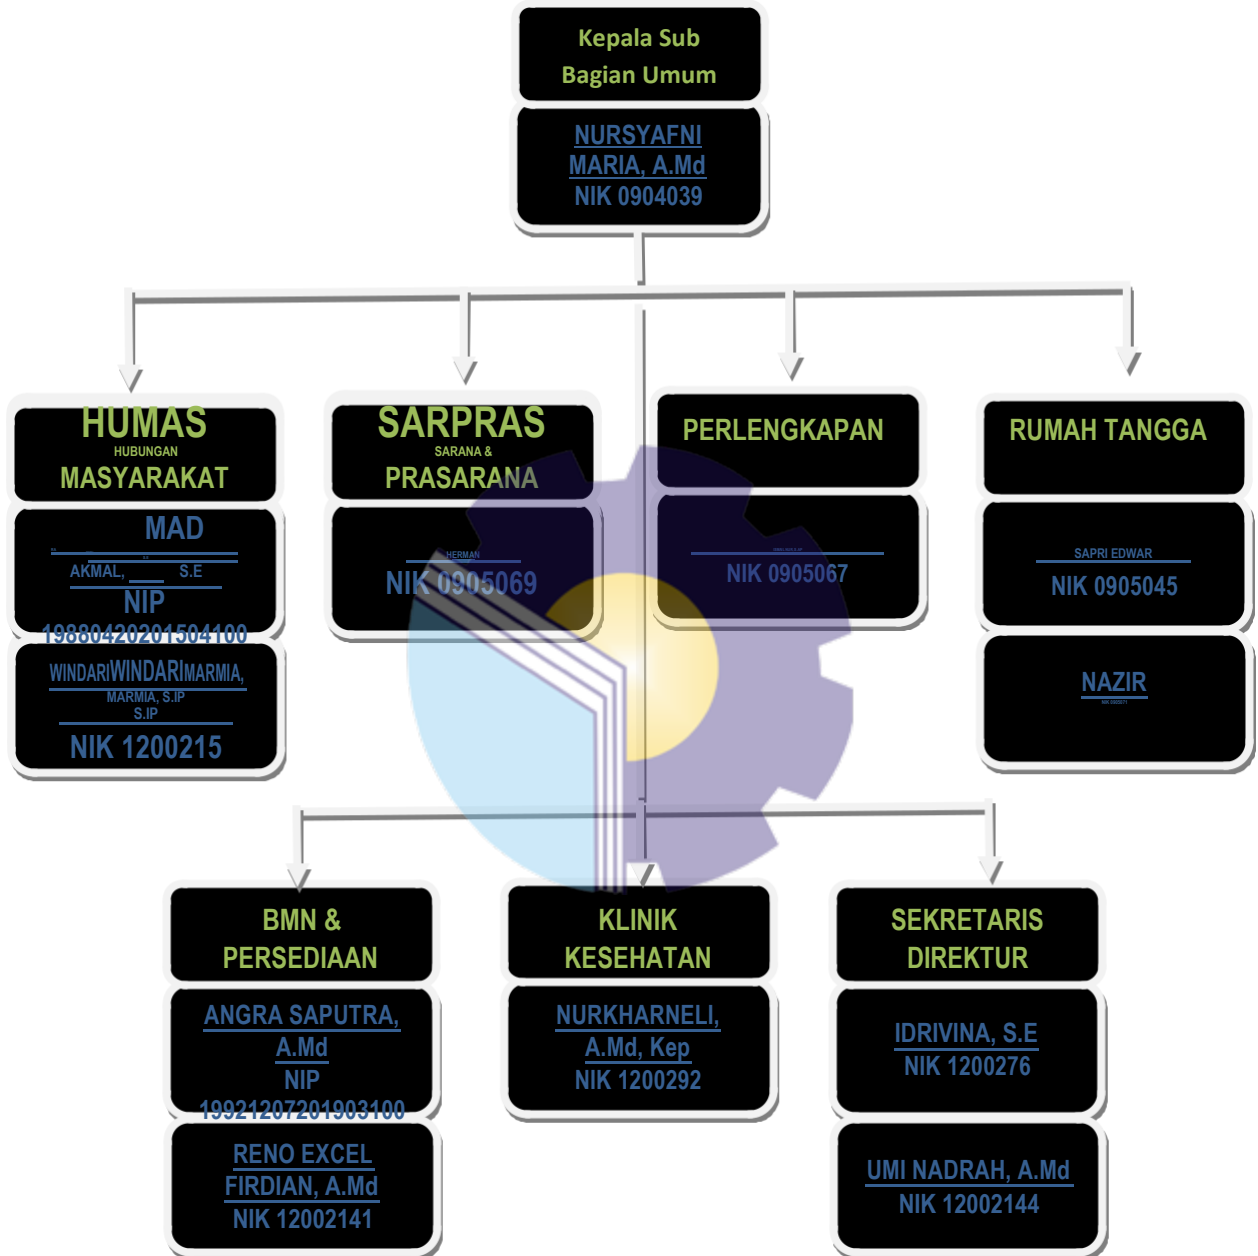 Kepala Sub
Bagian Umum
NURSYAFNI
MARIA, A.Md
NIK 0904039
HUMAS
HUBUNGAN
MASYARAKAT
MAD
AKMAL, S.E
NIP
19880420201504100
WINDARIWINDARIMARMIA,
MARMIA, S.IP
S.IP
NIK 1200215
SARPRAS
SARANA &
PRASARANA
HERMAN
NIK 0905069
PERLENGKAPAN
NIK 0905067
RUMAH TANGGA
SAPRI EDWAR
NIK 0905045
NAZIR
BMN &
PERSEDIAAN
ANGRA SAPUTRA,
A.Md
NIP
19921207201903100
RENO EXCEL
FIRDIAN, A.Md
NIK 12002141
KLINIK
KESEHATAN
NURKHARNELI,
A.Md, Kep
NIK 1200292
SEKRETARIS
DIREKTUR
IDRIVINA, S.E
NIK 1200276
UMI NADRAH, A.Md
NIK 12002144